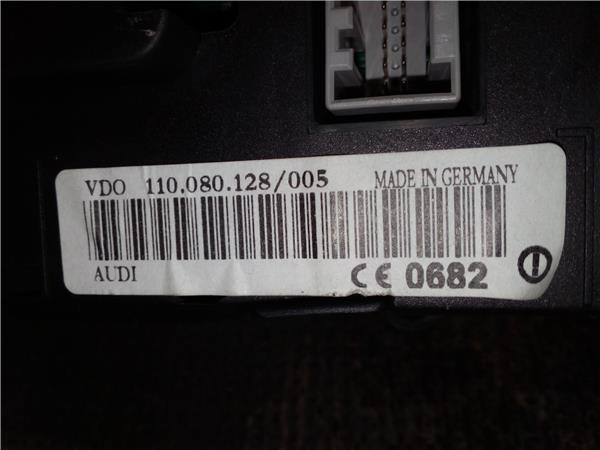 VDO 110.080.128/005 MADE IN GERMANY
AUDI CE 0682